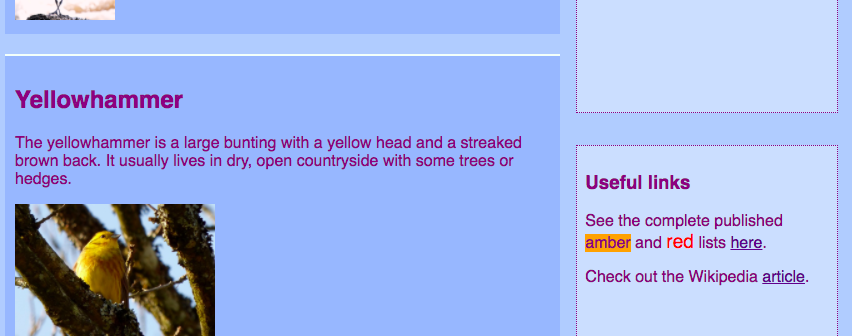 Yellowhammer
The yellowhammer is a large bunting with a yellow head and a streaked
brown back. It usually lives in dry, open countryside with some trees or
hedges.
Useful links
See the complete published
amber and red lists here.
Check out the Wikipedia article.